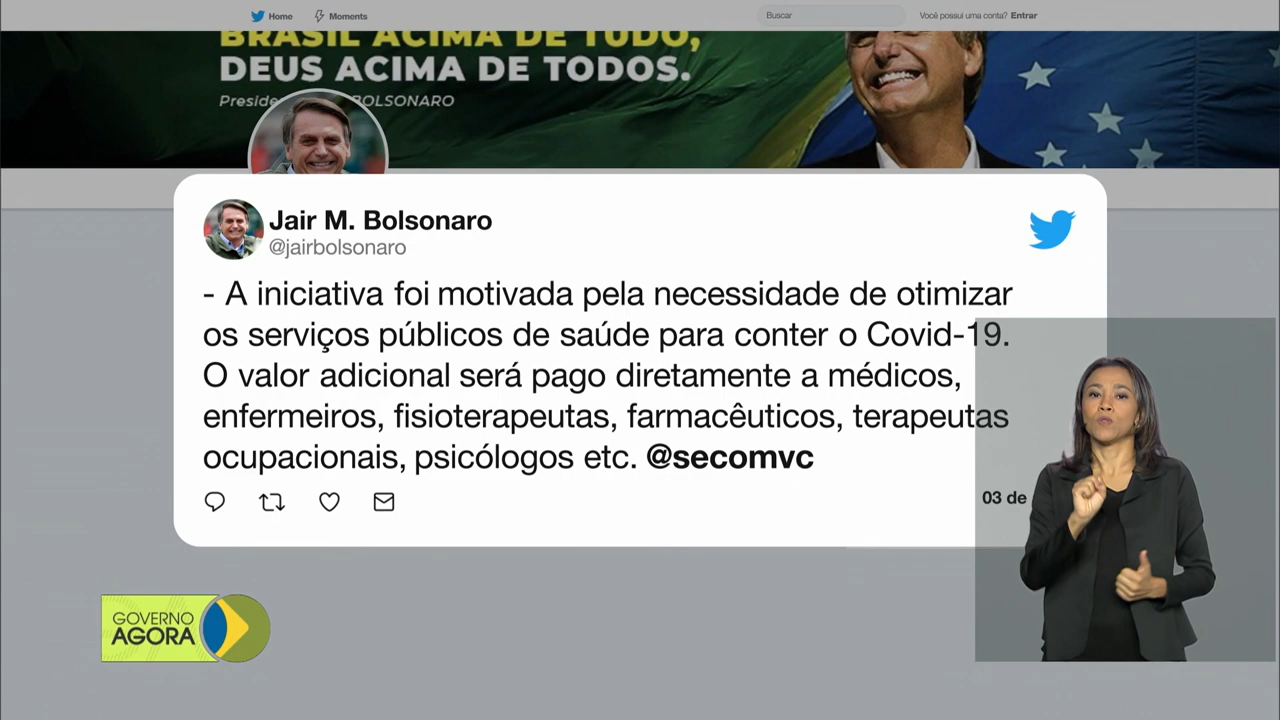 Home
Moments
Buscar
Você possui uma conta? Entrar
BRASIL ACIMA DE TUDO,
DEUS ACIMA DE TODOS.
BOLSONARO
Jair M. Bolsonaro
@jairbolsonaro
- A iniciativa foi motivada pela necessidade de otimizar
os serviços públicos de saúde para conter o Covid-19.
O valor adicional será pago diretamente a médicos,
enfermeiros, fisioterapeutas, farmacêuticos, terapeutas
ocupacionais, psicólogos etc. @secomvc
03 de
GOVERNO
AGORA